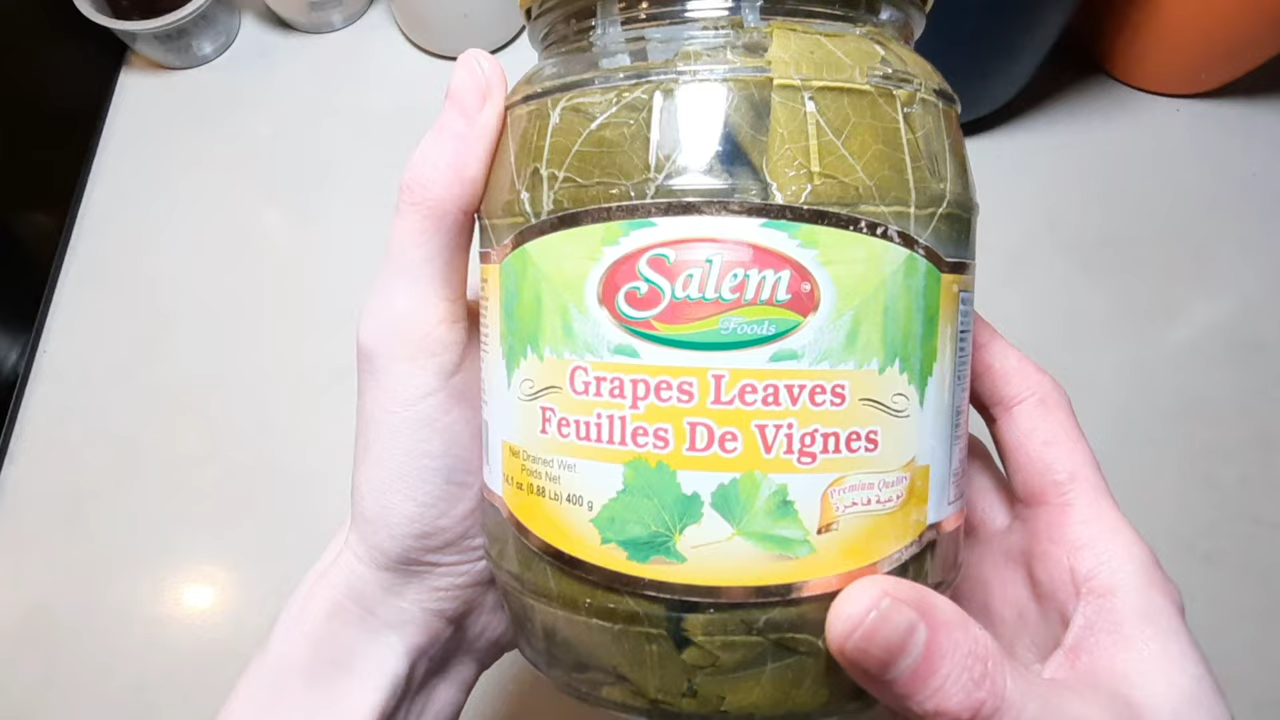 Salem
™
Foods
Grapes Leaves
Feuilles De Vignes
Net Drained Wet.
Poids Net
14.1 oz. (0.88 Lb) 400 g
Premium Quality
نوعية فاخرة